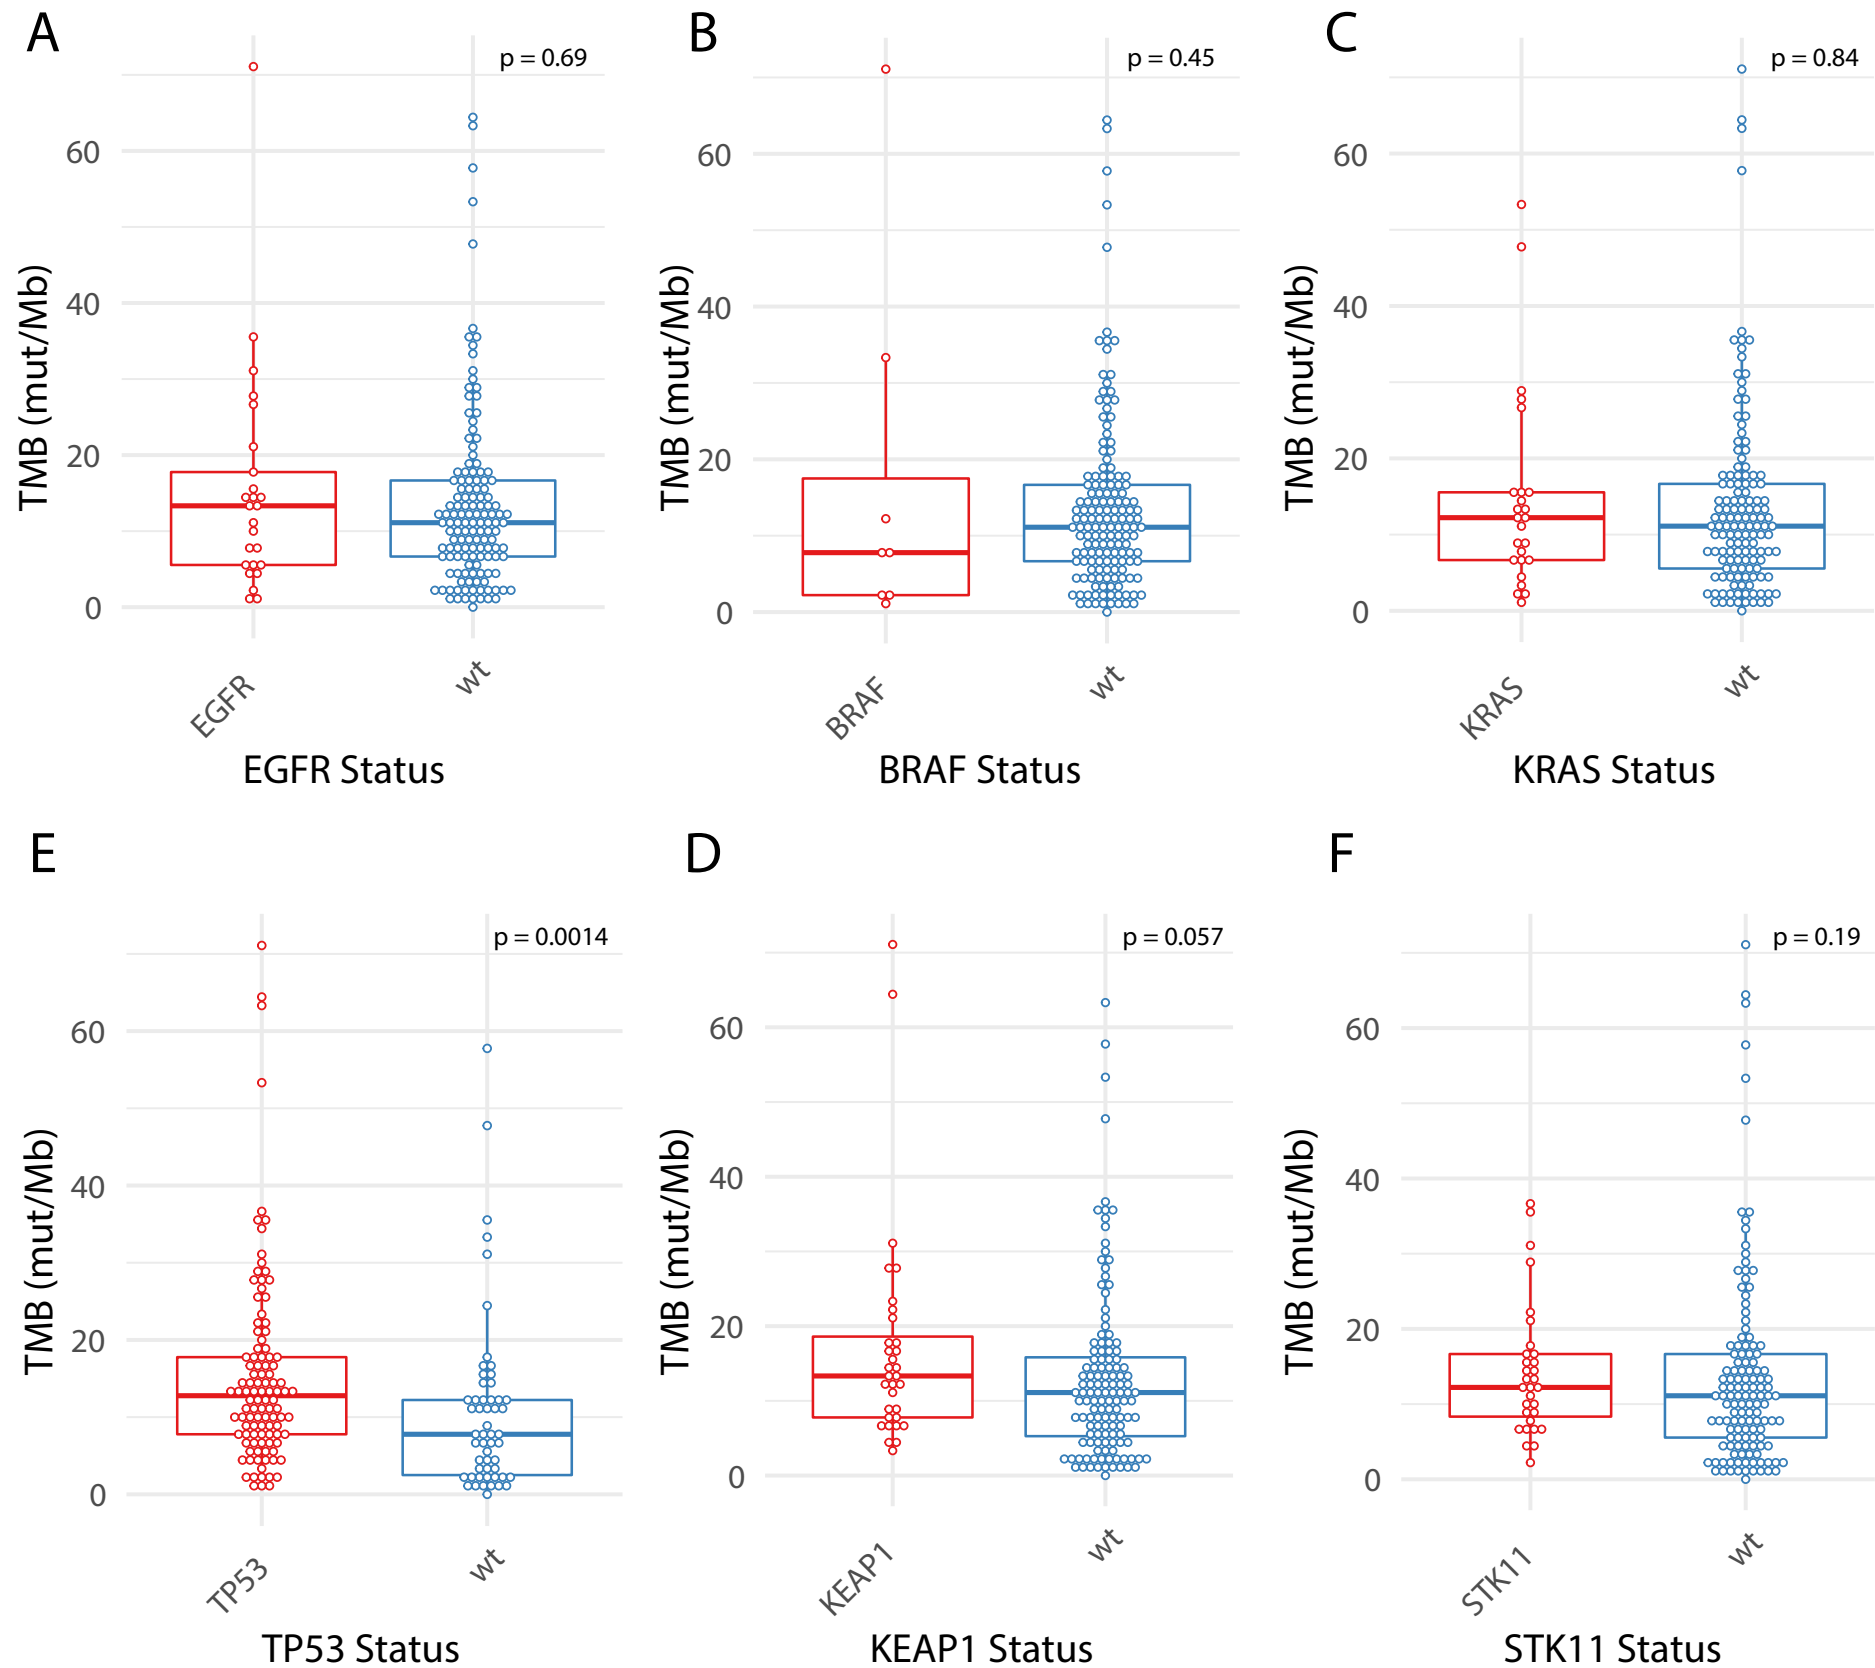 A
p = 0.69
60
40
20
0
TMB (mut/Mb)
EGFR
wt
EGFR Status
B
p = 0.45
60
40
20
0
TMB (mut/Mb)
BRAF
wt
BRAF Status
C
p = 0.84
60
40
20
0
TMB (mut/Mb)
KRAS
wt
KRAS Status
E
p = 0.0014
60
40
20
0
TMB (mut/Mb)
TP53
wt
TP53 Status
D
p = 0.057
60
40
20
0
TMB (mut/Mb)
KEAP1
wt
KEAP1 Status
F
p = 0.19
60
40
20
0
TMB (mut/Mb)
STK11
wt
STK11 Status